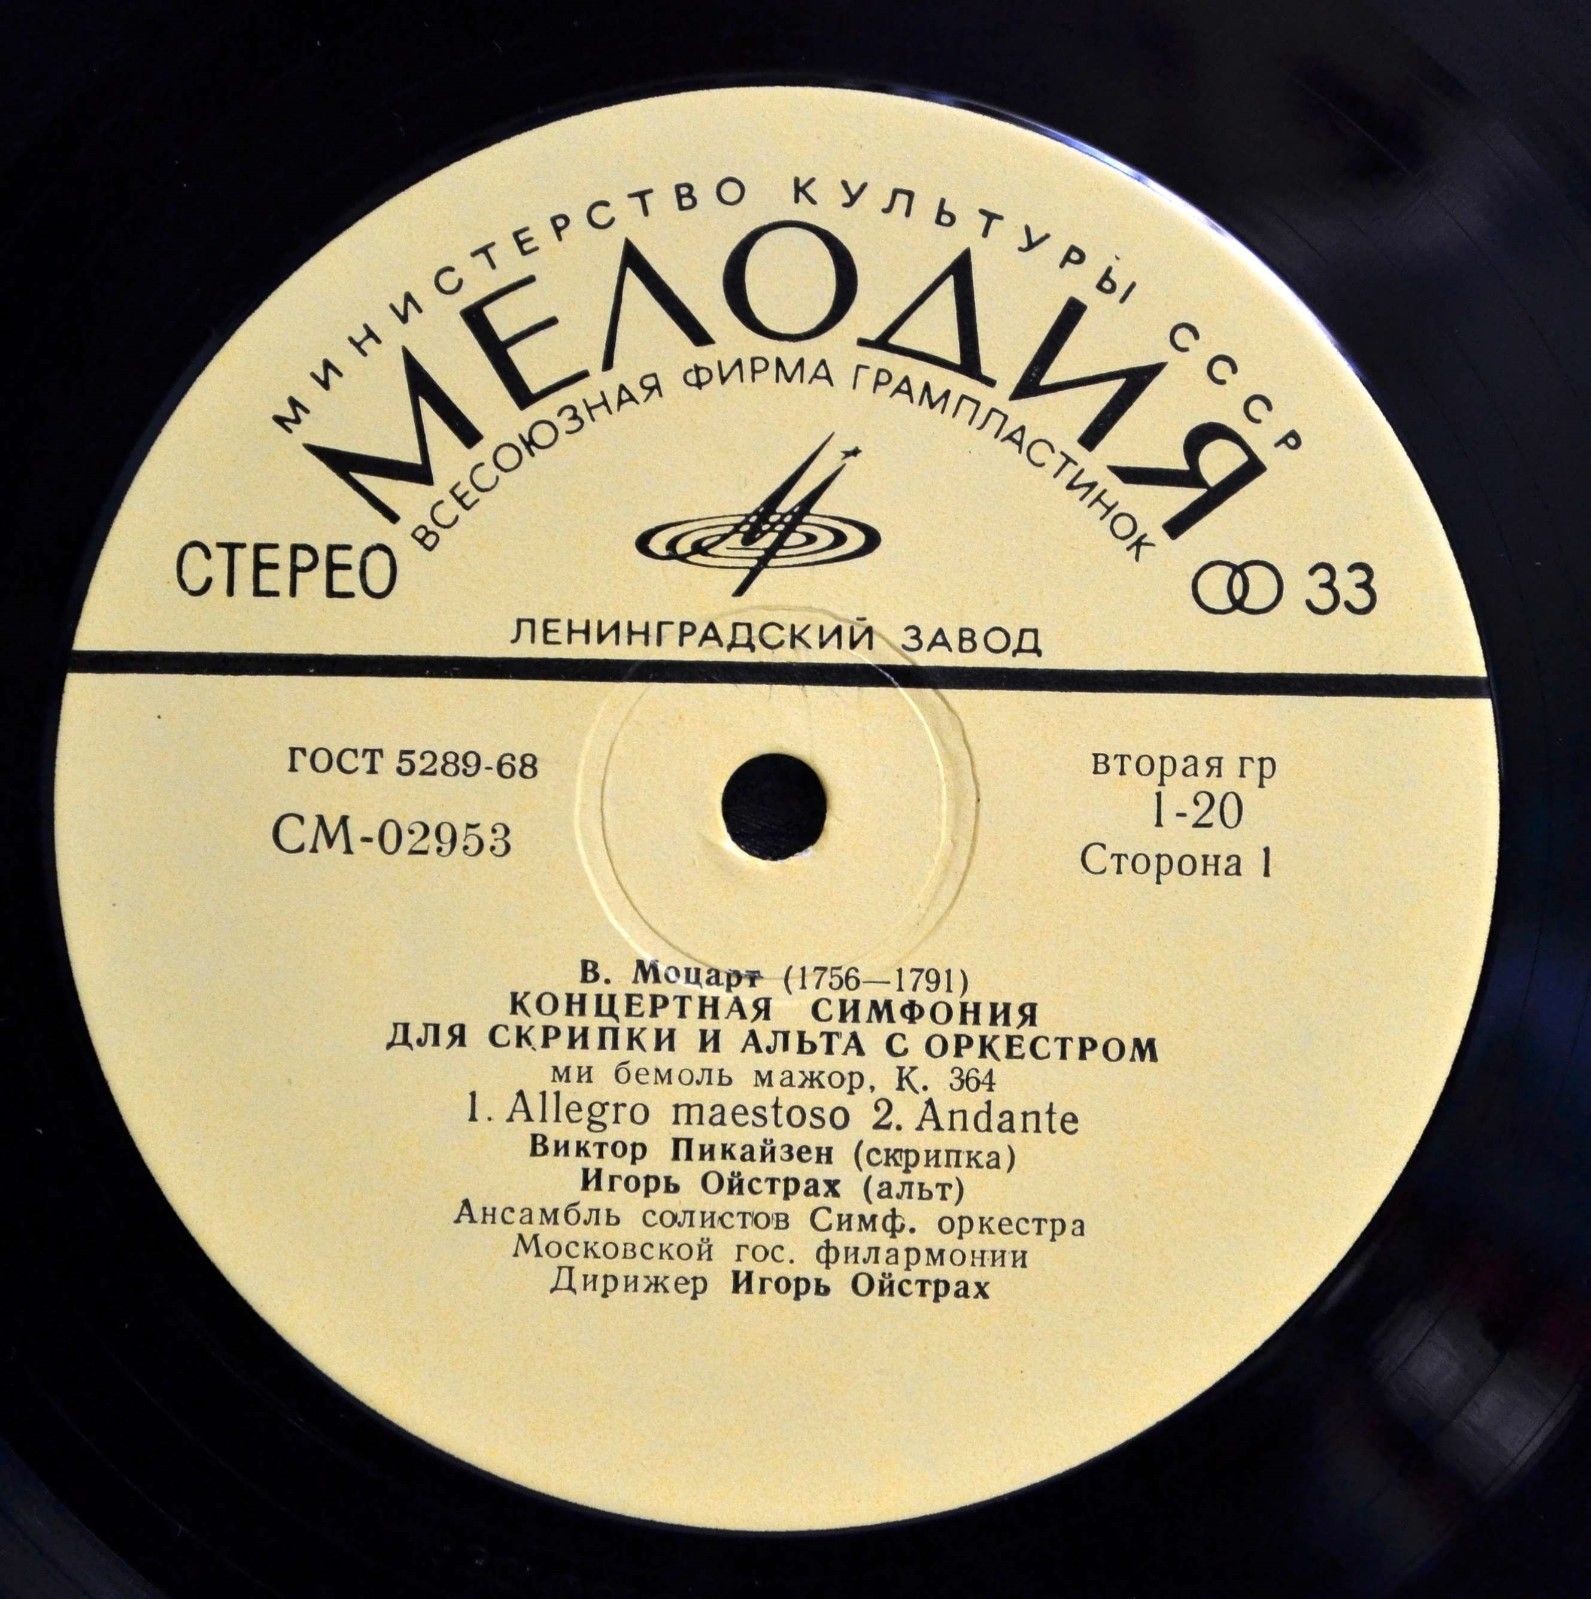 МИНИСТЕРСТВО КУЛЬТУРЫ СССР
МЕЛОДИЯ
ВСЕСОЮЗНАЯ ФИРМА ГРАМПЛАСТИНОК
СТЕРЕО
33
ЛЕНИНГРАДСКИЙ ЗАВОД
ГОСТ 5289-68
СМ-02953
вторая гр
1-20
Сторона 1
В. Моцарт (1756—1791)
КОНЦЕРТНАЯ СИМФОНИЯ
ДЛЯ СКРИПКИ И АЛЬТА С ОРКЕСТРОМ
ми бемоль мажор, К. 364
1. Allegro maestoso 2. Andante
Виктор Пикайзен (скрипка)
Игорь Ойстрах (альт)
Ансамбль солистов Симф. оркестра
Московской гос. филармонии
Дирижер Игорь Ойстрах